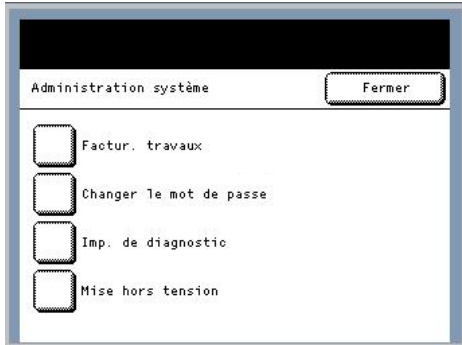 Administration système
Fermer
Factur. travaux
Changer le mot de passe
Imp. de diagnostic
Mise hors tension